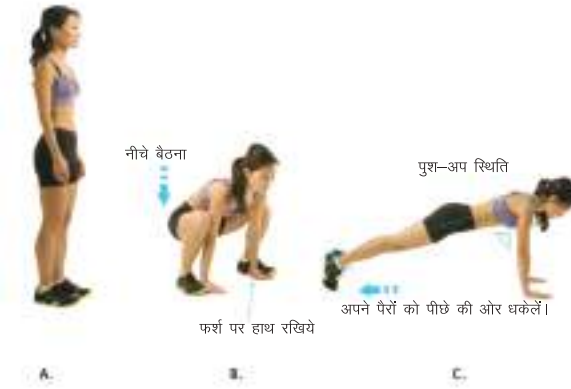 नीचे बैठना
पुश–अप स्थिति
अपने पैरों को पीछे की ओर धकेलें।
फर्श पर हाथ रखिये
A.
B.
C.